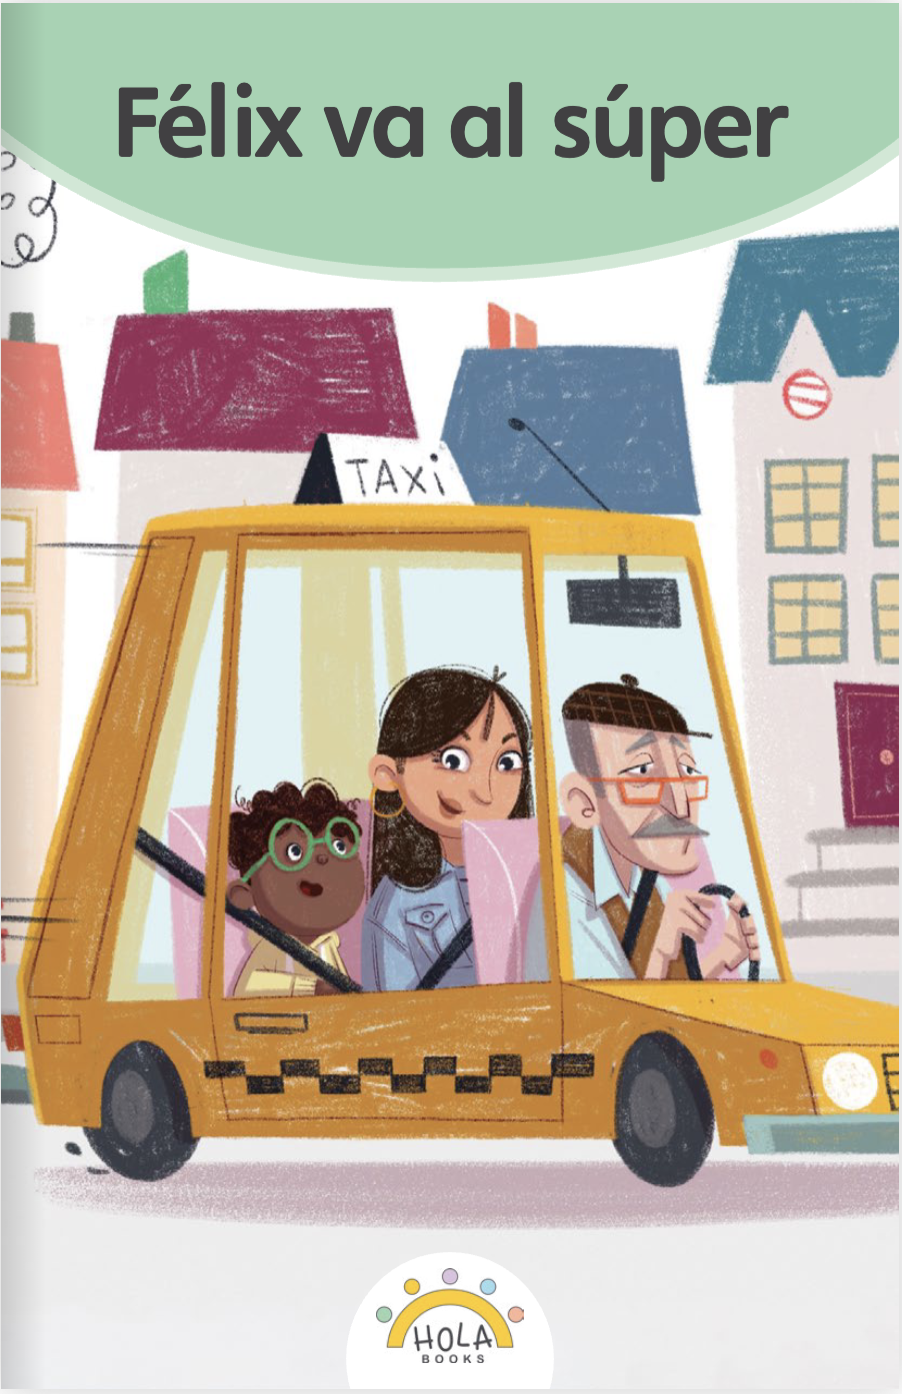 Félix va al súper
TAXi
HOLA
BOOKS